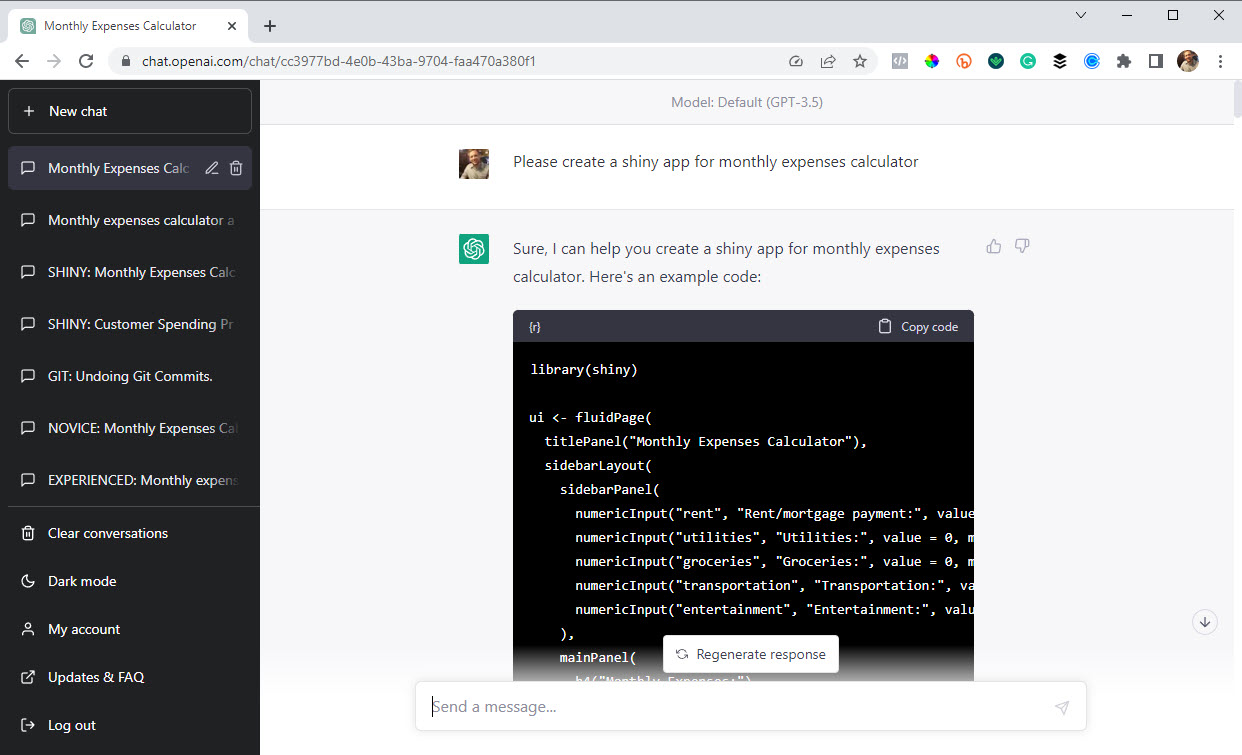 Monthly Expenses Calculator
chat.openai.com/chat/cc3977bd-4e0b-43ba-9704-faa470a380f1
New chat
Monthly Expenses Calc
Monthly expenses calculator a
SHINY: Monthly Expenses Calc
SHINY: Customer Spending Pr
GIT: Undoing Git Commits.
NOVICE: Monthly Expenses Cal
EXPERIENCED: Monthly expens
Clear conversations
Dark mode
My account
Updates & FAQ
Log out
Model: Default (GPT-3.5)
Please create a shiny app for monthly expenses calculator
Sure, I can help you create a shiny app for monthly expenses
calculator. Here's an example code:
{r}
Copy code
library(shiny)
ui <- fluidPage(
titlePanel("Monthly Expenses Calculator"),
sidebarLayout(
sidebarPanel(
numericInput("rent", "Rent/mortgage payment:", value
numericInput("utilities", "Utilities:", value = 0, m
numericInput("groceries", "Groceries:", value = 0, m
numericInput("transportation", "Transportation:", va
numericInput("entertainment", "Entertainment:", valu
),
mainPanel(
h4("Monthly Expenses:")
Regenerate response
Send a message...